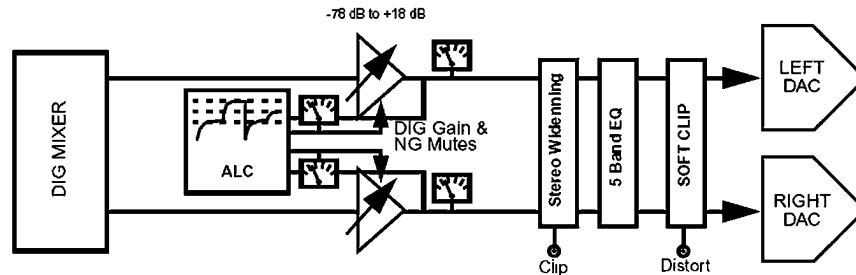 -78 dB to +18 dB
DIG MIXER
ALC
DIG Gain &
NG Mutes
Stereo Widenning
5 Band EQ
SOFT CLIP
LEFT
DAC
RIGHT
DAC
Clip
Distort